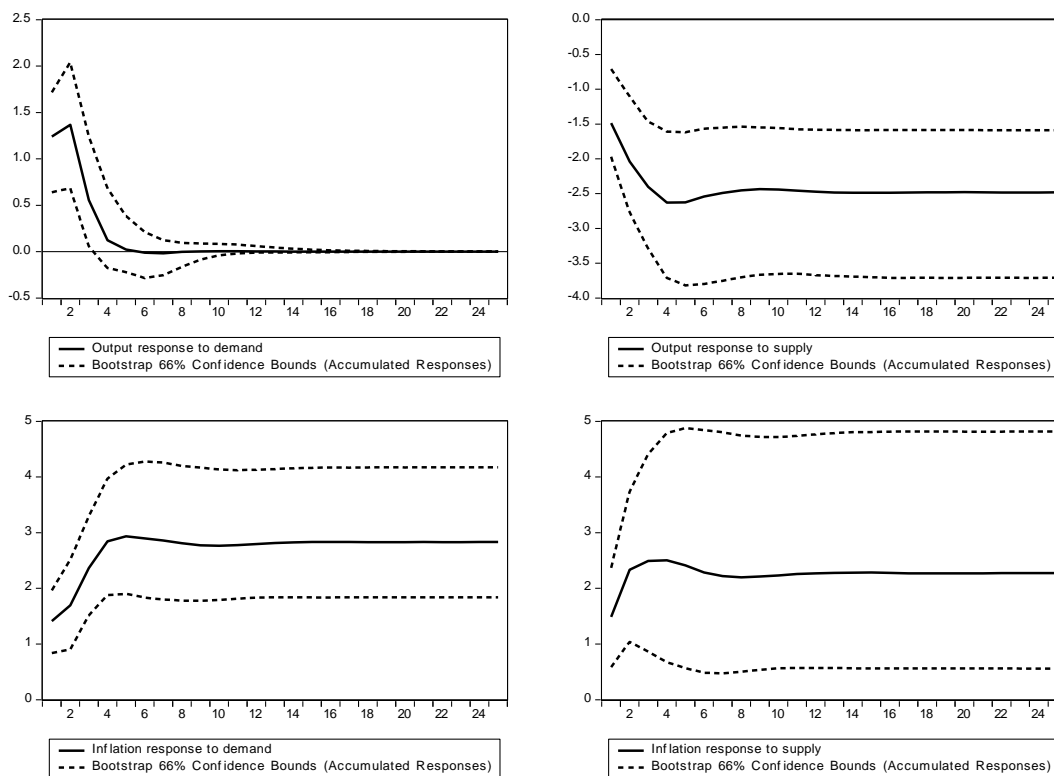 2.5
2.0
1.5
1.0
0.5
0.0
-0.5
2 4 6 8 10 12 14 16 18 20 22 24
Output response to demand
Bootstrap 66% Confidence Bounds (Accumulated Responses)
0.0
-0.5
-1.0
-1.5
-2.0
-2.5
-3.0
-3.5
-4.0
2 4 6 8 10 12 14 16 18 20 22 24
Output response to supply
Bootstrap 66% Confidence Bounds (Accumulated Responses)
5
4
3
2
1
0
2 4 6 8 10 12 14 16 18 20 22 24
Inflation response to demand
Bootstrap 66% Confidence Bounds (Accumulated Responses)
5
4
3
2
1
0
2 4 6 8 10 12 14 16 18 20 22 24
Inflation response to supply
Bootstrap 66% Confidence Bounds (Accumulated Responses)